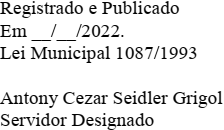 Registrado e Publicado
Em __/__/2022.
Lei Municipal 1087/1993
Antony Cezar Seidler Grigol
Servidor Designado